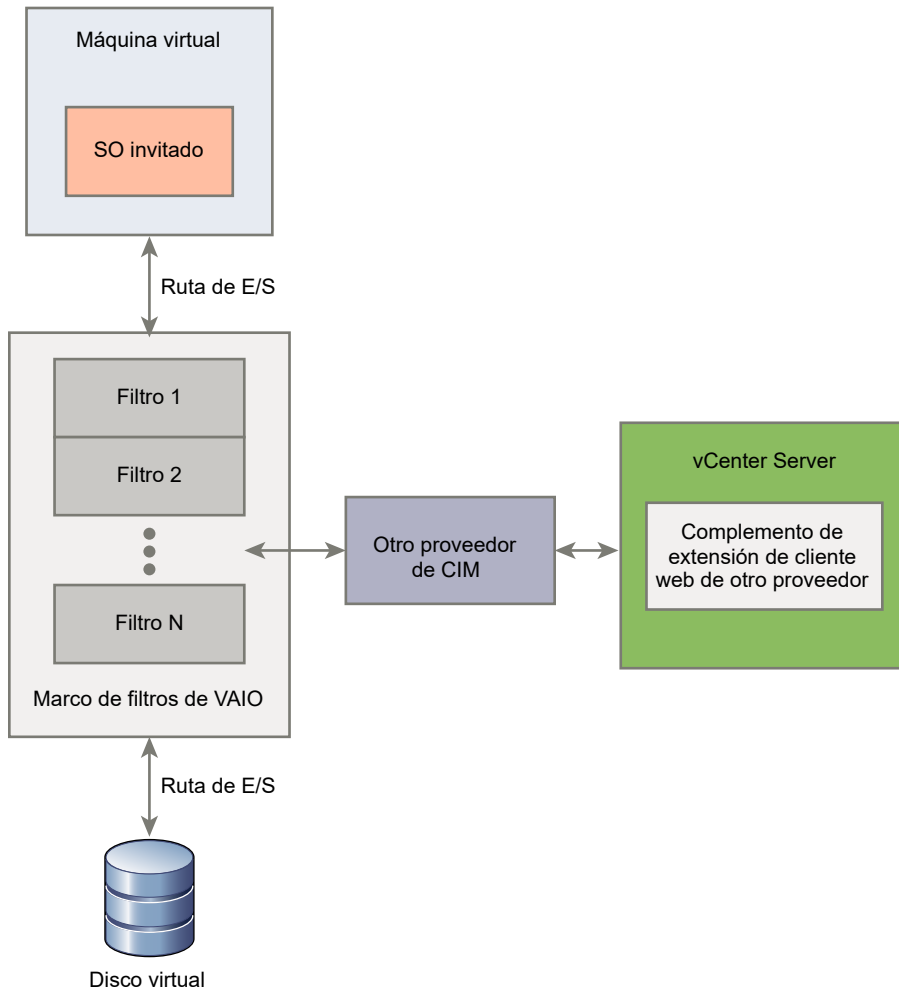 Máquina virtual
SO invitado
Ruta de E/S
Filtro 1
Filtro 2
Filtro N
Marco de filtros de VAIO
Otro proveedor
de CIM
vCenter Server
Complemento de
extensión de cliente
web de otro proveedor
Ruta de E/S
Disco virtual